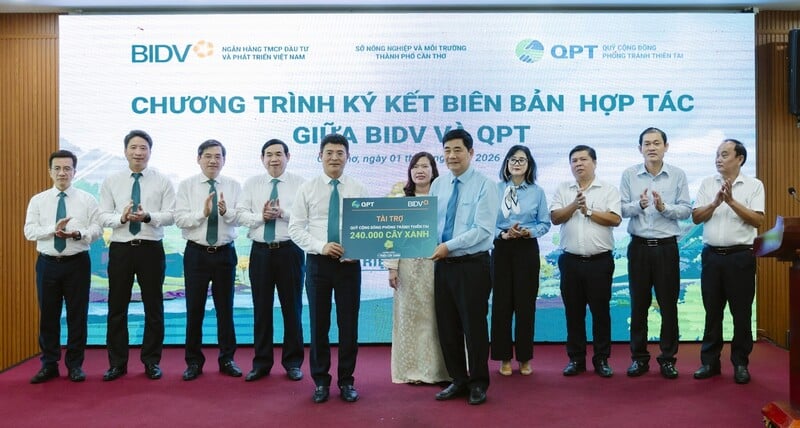 BIDV
NGÂN HÀNG TMCP ĐẦU TƯ
VÀ PHÁT TRIỂN VIỆT NAM
SỞ NÔNG NGHIỆP VÀ MÔI TRƯỜNG
THÀNH PHỐ CẦN THƠ
QPT
QUỸ CỘNG ĐỒNG
PHÒNG TRÁNH THIÊN TAI
CHƯƠNG TRÌNH KÝ KẾT BIÊN BẢN HỢP TÁC
GIỮA BIDV VÀ QPT
ngày 01 2026
QPT
BIDV
TÀI TRỢ
QUỸ CỘNG ĐỒNG PHÒNG TRÁNH THIÊN TAI
240.000 CÂY XANH
BIDV